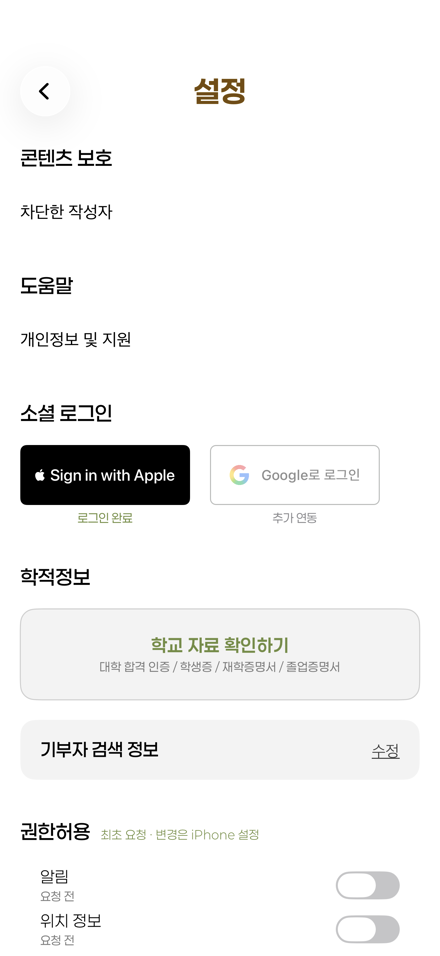 설정
콘텐츠 보호
차단한 작성자
도움말
개인정보 및 지원
소셜 로그인
Sign in with Apple
Google로 로그인
로그인 완료
추가 연동
학적정보
학교 자료 확인하기
대학 합격 인증 / 학생증 / 재학증명서 / 졸업증명서
기부자 검색 정보 수정
권한허용 최초 요청 · 변경은 iPhone 설정
알림
요청 전
위치 정보
요청 전